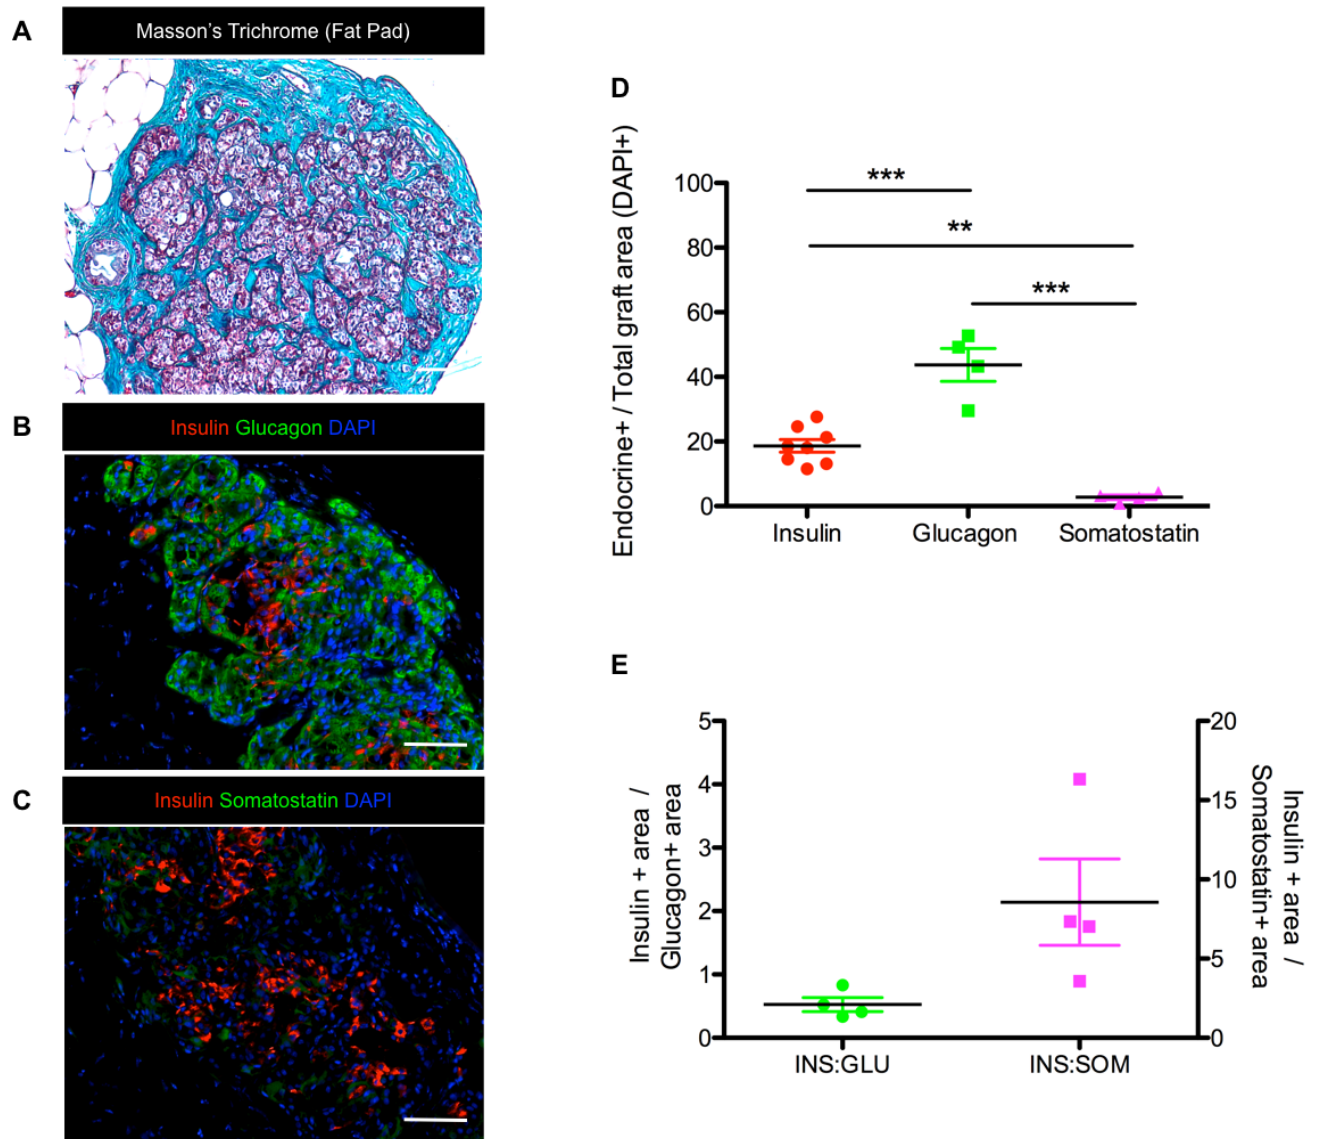 A
Masson's Trichrome (Fat Pad)
B
Insulin Glucagon DAPI
C
Insulin Somatostatin DAPI
D
Endocrine+ / Total graft area (DAPI+)
100
80
60
40
20
0
***
**
***
Insulin
Glucagon
Somatostatin
E
Insulin + area /
Glucagon+ area
5
4
3
2
1
0
20
15
10
5
0
Insulin + area /
Somatostatin+ area
INS:GLU
INS:SOM